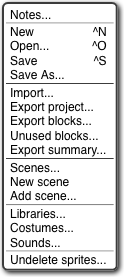 Notes...
New ^N
Open... ^O
Save ^S
Save As...
Import...
Export project...
Export blocks...
Unused blocks...
Export summary...
Scenes...
New scene
Add scene...
Libraries...
Costumes...
Sounds...
Undelete sprites...